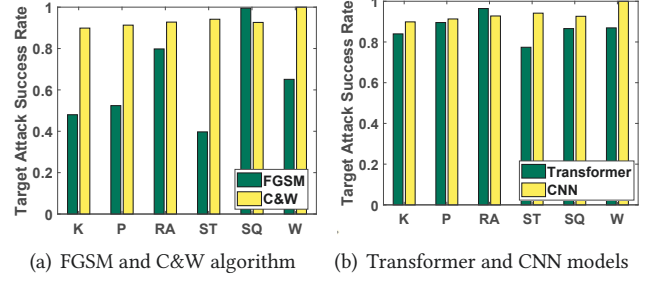 Target Attack Success Rate
1
0.8
0.6
0.4
0.2
0
K P RA ST SQ W
FGSM
C&W
(a) FGSM and C&W algorithm
Target Attack Success Rate
1
0.8
0.6
0.4
0.2
0
K P RA ST SQ W
Transformer
CNN
(b) Transformer and CNN models